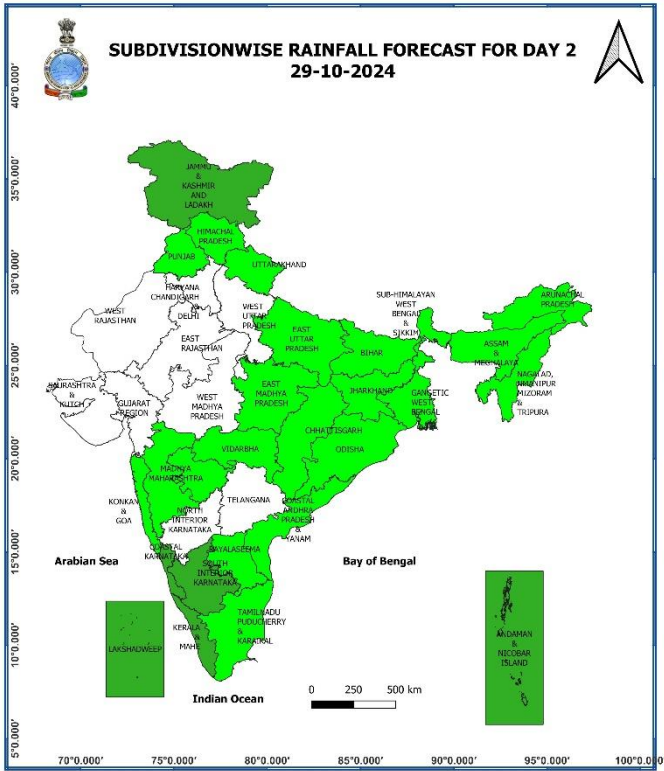 SUBDIVISIONWISE RAINFALL FORECAST FOR DAY 2
29-10-2024
40°0.000'
35°0.000'
30°0.000'
25°0.000'
20°0.000'
15°0.000'
10°0.000'
5°0.000'
JAMMU
&
KASHMIR
AND
LADAKH
HIMACHAL
PRADESH
PUNJAB
UTTARAKHAND
HARYANA
CHANDIGARH
&
DELHI
WEST
RAJASTHAN
EAST
RAJASTHAN
WEST
UTTAR
PRADESH
EAST
UTTAR
PRADESH
SUB-HIMALAYAN
WEST
BENGAL
&
SIKKIM
ARUNACHAL
PRADESH
ASSAM
&
MEGHALAYA
NAGALAD,
MANIPUR
MIZORAM
&
TRIPURA
BIHAR
JHARKHAND
GANGETIC
WEST
BENGAL
SAURASHTRA
&
KUTCH
GUJARAT
REGION
WEST
MADHYA
PRADESH
EAST
MADHYA
PRADESH
CHHATTISGARH
ODISHA
VIDARBHA
MADHYA
MAHARASHTRA
KONKAN
&
GOA
NORTH
INTERIOR
KARNATAKA
TELANGANA
COASTAL
ANDHRA
PRADESH
&
YANAM
COASTAL
KARNATAKA
RAYALASEEMA
SOUTH
INTERIOR
KARNATAKA
Arabian Sea
Bay of Bengal
KERALA
&
MAHE
TAMILNADU
PUDUCHERRY
&
KARAIKAL
LAKSHADWEEP
ANDAMAN
&
NICOBAR
ISLAND
Indian Ocean
0 250 500 km
70°0.000' 75°0.000' 80°0.000' 85°0.000' 90°0.000' 95°0.000' 100°0.000'